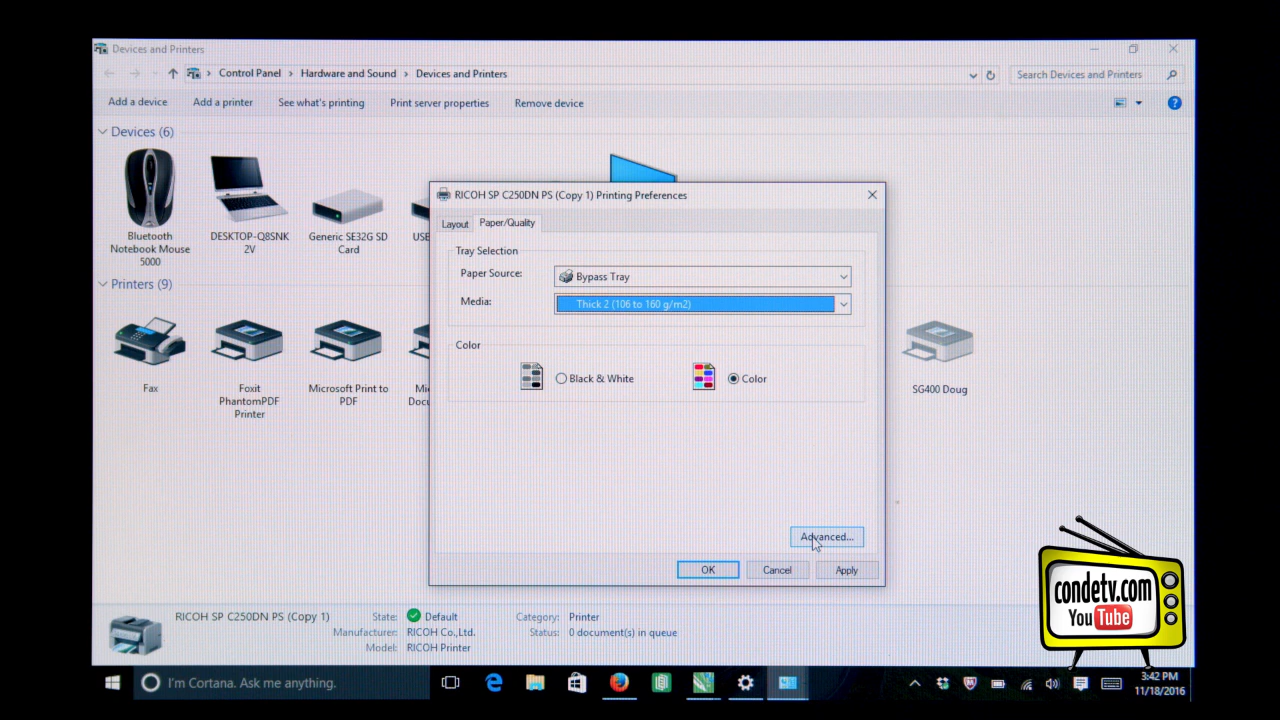 Devices and Printers
Control Panel > Hardware and Sound > Devices and Printers
Search Devices and Printers
Add a device
Add a printer
See what's printing
Print server properties
Remove device
Devices (6)
Bluetooth
Notebook Mouse
5000
DESKTOP-Q8SNK
2V
Generic SE32G SD
Card
USB
Printers (9)
Fax
Foxit
PhantomPDF
Printer
Microsoft Print to
PDF
Mi
Docu
SG400 Doug
RICOH SP C250DN PS (Copy 1) Printing Preferences
Layout
Paper/Quality
Tray Selection
Paper Source:
Bypass Tray
Media:
Thick 2 (106 to 160 g/m2)
Color
Black & White
Color
Advanced...
OK
Cancel
Apply
RICOH SP C250DN PS (Copy 1)
State: Default
Manufacturer: RICOH Co.,Ltd.
Model: RICOH Printer
Category: Printer
Status: 0 document(s) in queue
condetv.com
YouTube
I'm Cortana. Ask me anything.
3:42 PM
11/18/2016